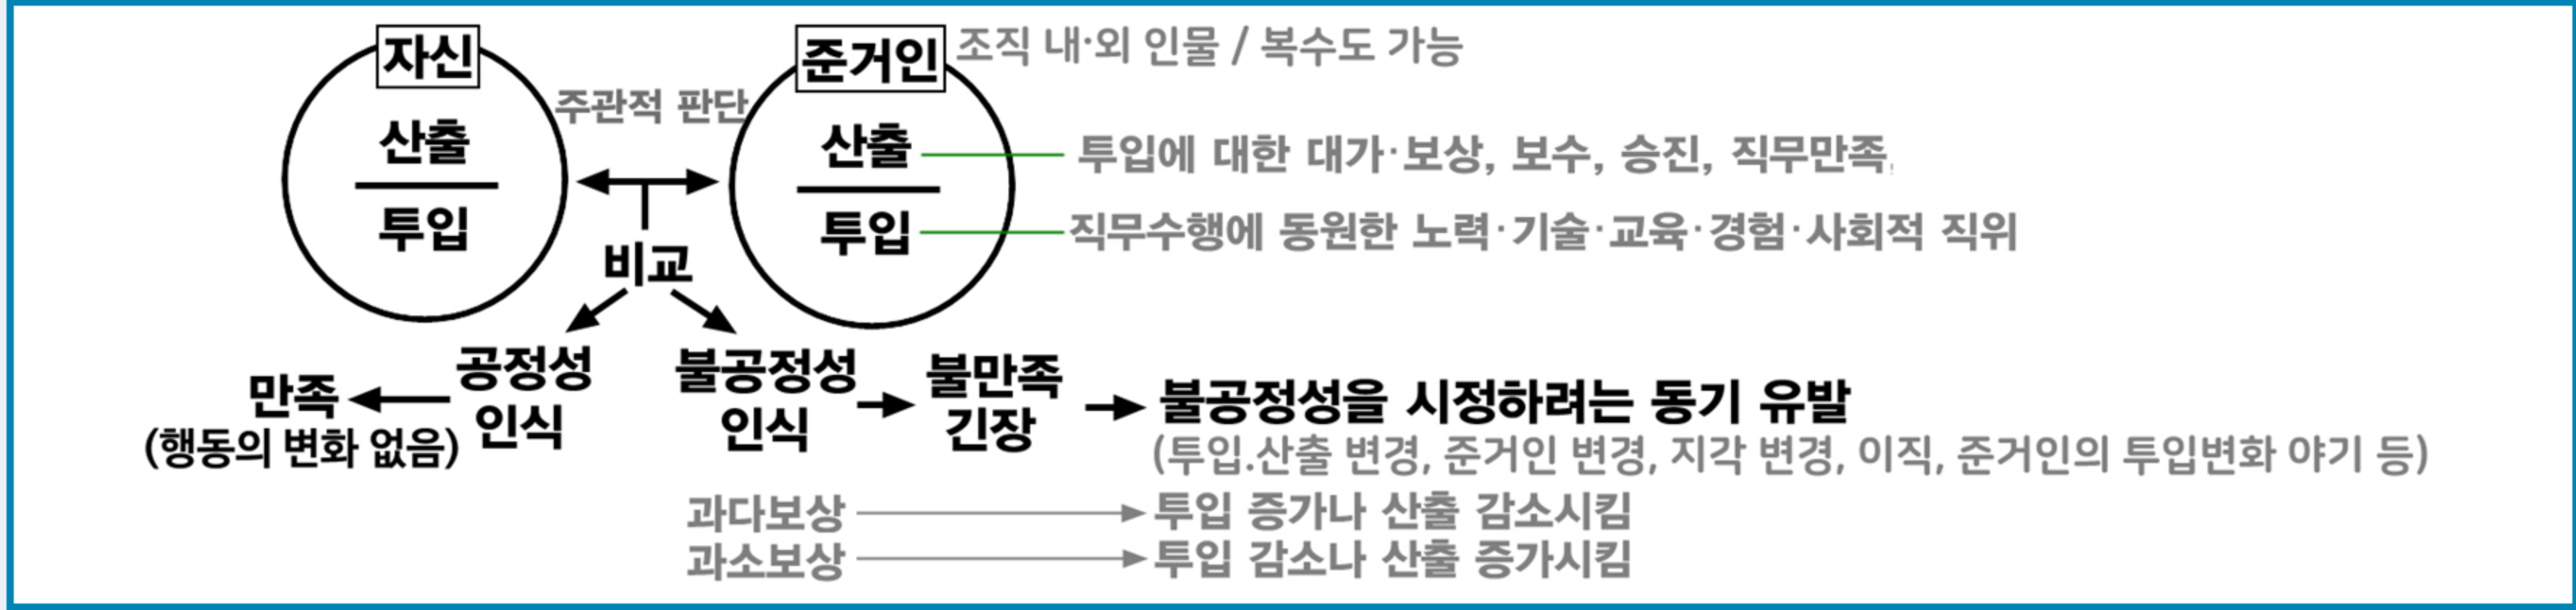 자신
준거인
조직 내·외 인물 / 복수도 가능
주관적 판단
산출
투입
산출
투입
투입에 대한 대가·보상, 보수, 승진, 직무만족
직무수행에 동원한 노력·기술·교육·경험·사회적 직위
비교
공정성
인식
만족
(행동의 변화 없음)
불공정성
인식
불만족
긴장
불공정성을 시정하려는 동기 유발
(투입.산출 변경, 준거인 변경, 지각 변경, 이직, 준거인의 투입변화 야기 등)
과다보상
투입 증가나 산출 감소시킴
과소보상
투입 감소나 산출 증가시킴